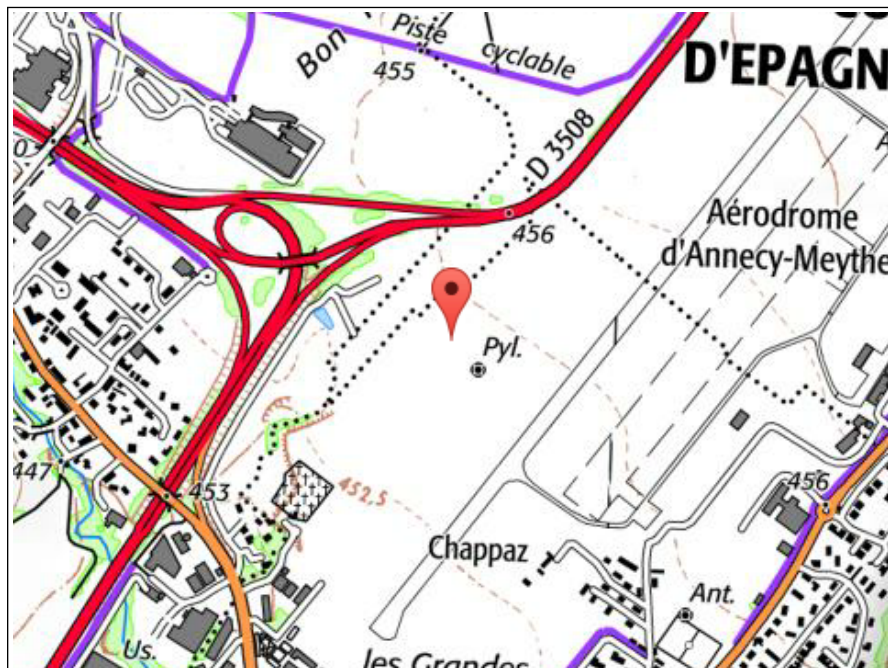 Bon
Piste
cyclable
455
D'EPAGN
D 3508
456
Aérodrome
d'Annecy-Meythe
Pyl.
447
453
452,5
456
Chappaz
Ant.
Us.
les Grandes